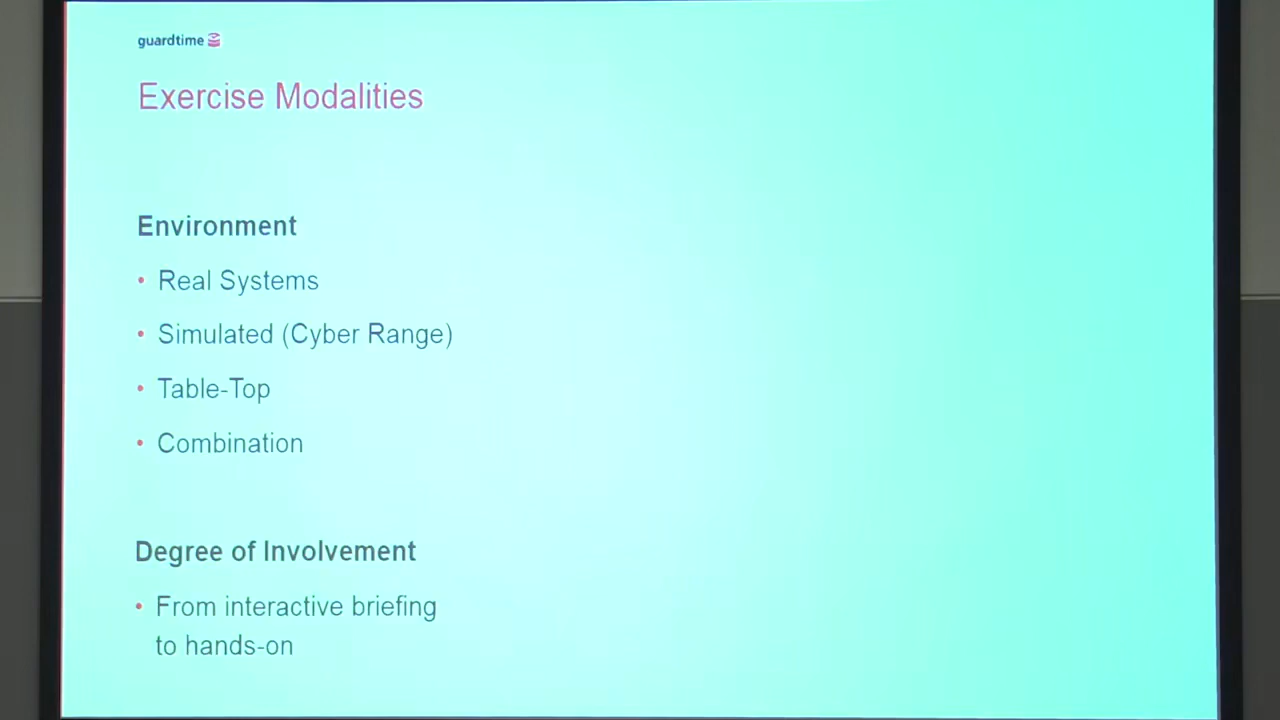 guardtime
Exercise Modalities
Environment
• Real Systems
• Simulated (Cyber Range)
• Table-Top
• Combination
Degree of Involvement
• From interactive briefing
to hands-on